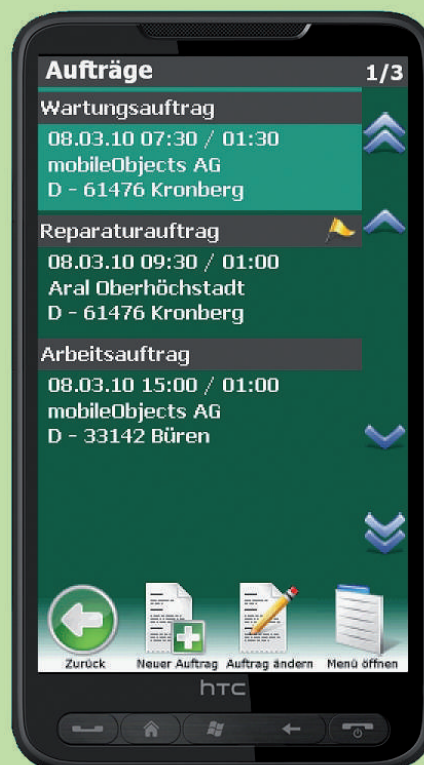 Aufträge 1/3
Wartungsauftrag
08.03.10 07:30 / 01:30
mobileObjects AG
D - 61476 Kronberg
Reparaturauftrag
08.03.10 09:30 / 01:00
Aral Oberhöchstadt
D - 61476 Kronberg
Arbeitsauftrag
08.03.10 15:00 / 01:00
mobileObjects AG
D - 33142 Büren
Zurück Neuer Auftrag Auftrag ändern Menü öffnen
hTC